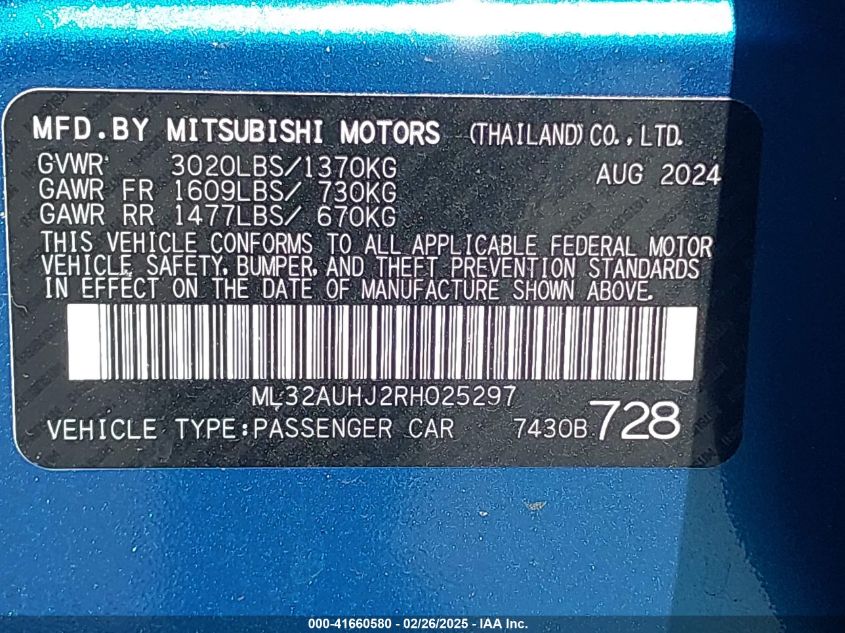 MFD.BY MITSUBISHI MOTORS (THAILAND) CO., LTD.
GVWR 3020LBS/1370KG AUG 2024
GAWR FR 1609LBS/ 730KG
GAWR RR 1477LBS/ 670KG
THIS VEHICLE CONFORMS TO ALL APPLICABLE FEDERAL MOTOR
VEHICLE SAFETY, BUMPER, AND THEFT PREVENTION STANDARDS
IN EFFECT ON THE DATE OF MANUFACTURE SHOWN ABOVE.
ML32AUHJ2RH025297
VEHICLE TYPE:PASSENGER CAR 7430B 728
000-41660580 - 02/26/2025 - IAA Inc.